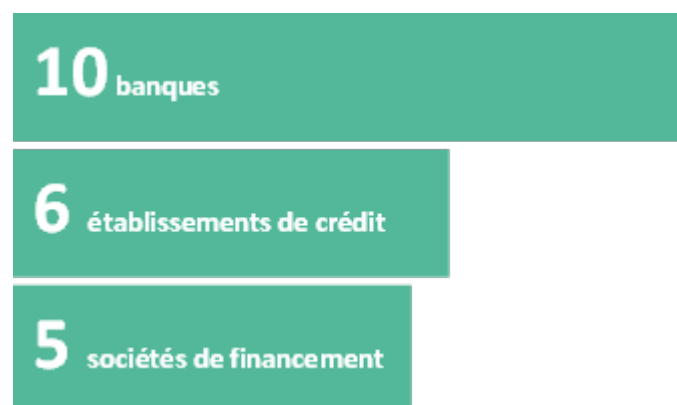 10 banques
6 établissements de crédit
5 sociétés de financement